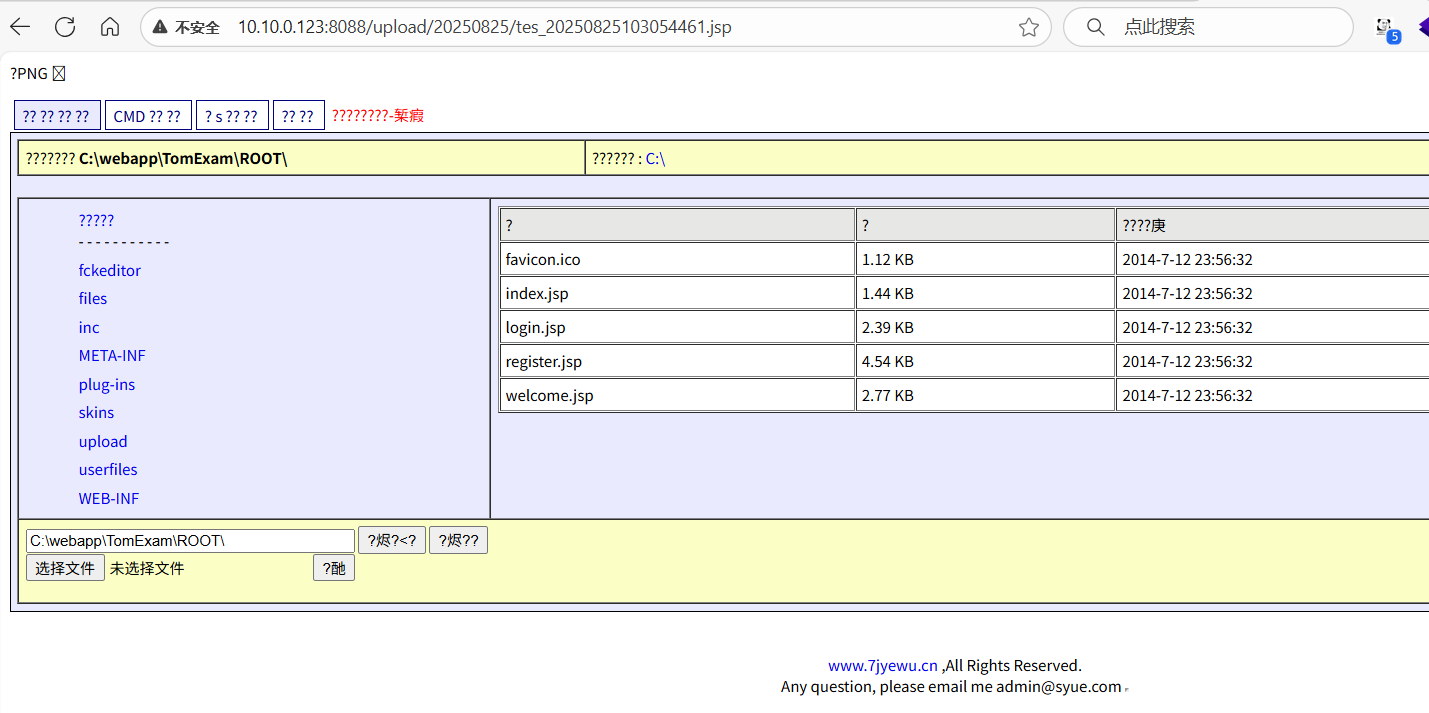 不安全 10.10.0.123:8088/upload/20250825/tes_20250825103054461.jsp 点此搜索 5
?PNG
?? ?? ?? ?? CMD ?? ?? ? s ?? ?? ?? ?? ????????-椠瘕
??????? C:\webapp\TomExam\ROOT\ ?????? : C:\
?????
- - - - - - - - - - -
fckeditor
files
inc
META-INF
plug-ins
skins
upload
userfiles
WEB-INF
? ? ????庚
favicon.ico 1.12 KB 2014-7-12 23:56:32
index.jsp 1.44 KB 2014-7-12 23:56:32
login.jsp 2.39 KB 2014-7-12 23:56:32
register.jsp 4.54 KB 2014-7-12 23:56:32
welcome.jsp 2.77 KB 2014-7-12 23:56:32
C:\webapp\TomExam\ROOT\ ?烬?<? ?烬??
选择文件 未选择文件 ?酏
www.7jyewu.cn ,All Rights Reserved.
Any question, please email me admin@syue.com